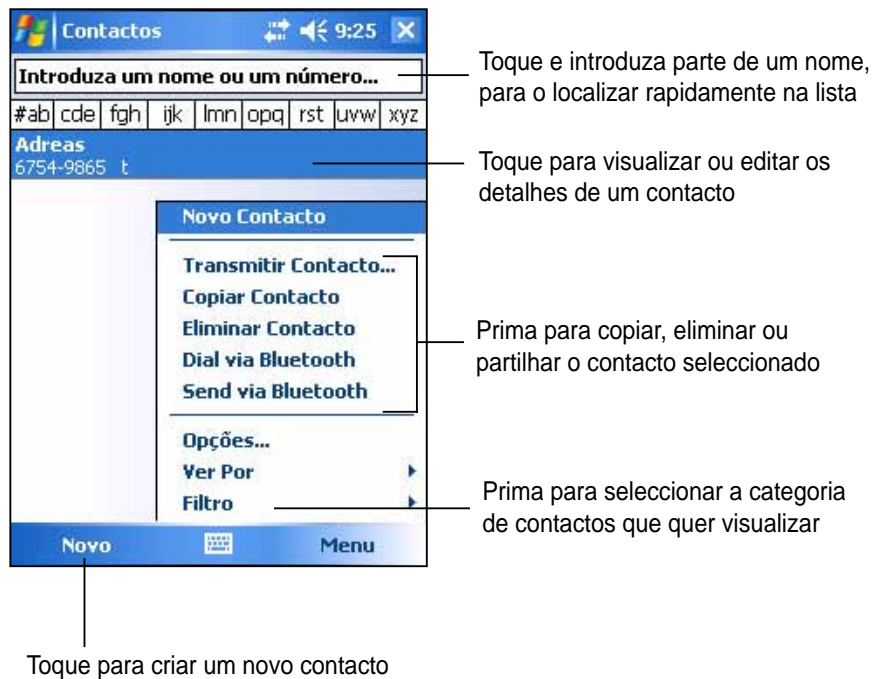 Contactos 9:25
Introduza um nome ou um número...
#ab cde fgh ijk lmn opq rst uvw xyz
Adreas
6754-9865 t
Novo Contacto
Transmitir Contacto...
Copiar Contacto
Eliminar Contacto
Dial via Bluetooth
Send via Bluetooth
Opções...
Ver Por
Filtro
Novo Menu
Toque e introduza parte de um nome,
para o localizar rapidamente na lista
Toque para visualizar ou editar os
detalhes de um contacto
Prima para copiar, eliminar ou
partilhar o contacto seleccionado
Prima para seleccionar a categoria
de contactos que quer visualizar
Toque para criar um novo contacto